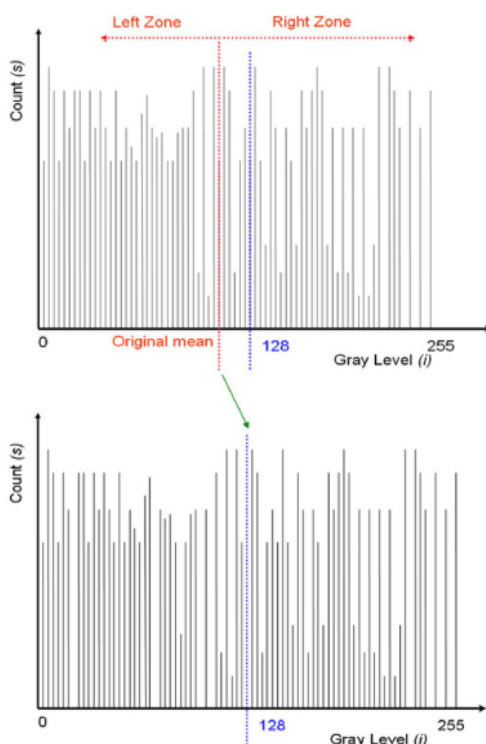 Left Zone
Right Zone
Count (s)
0
Original mean
128
255
Gray Level (i)
Count (s)
0
128
255
Gray Level (i)